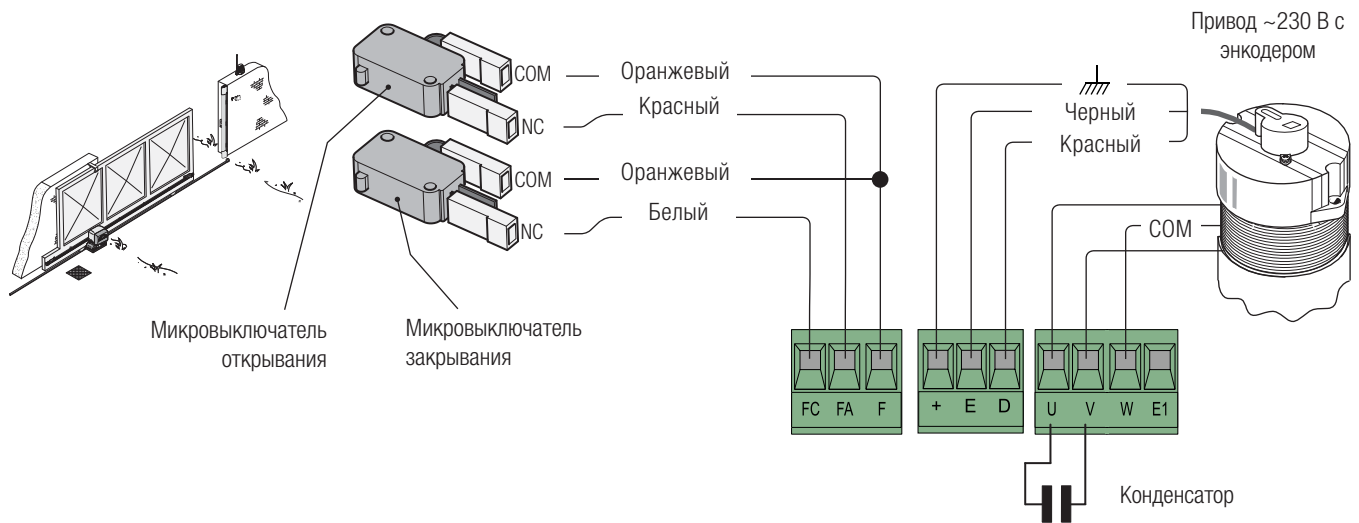 Привод ~230 В с
энкодером
COM
Оранжевый
NC
Красный
COM
Оранжевый
NC
Белый
Черный
Красный
COM
Микровыключатель
открывания
Микровыключатель
закрывания
FC FA F
+ E D
U V W E1
Конденсатор